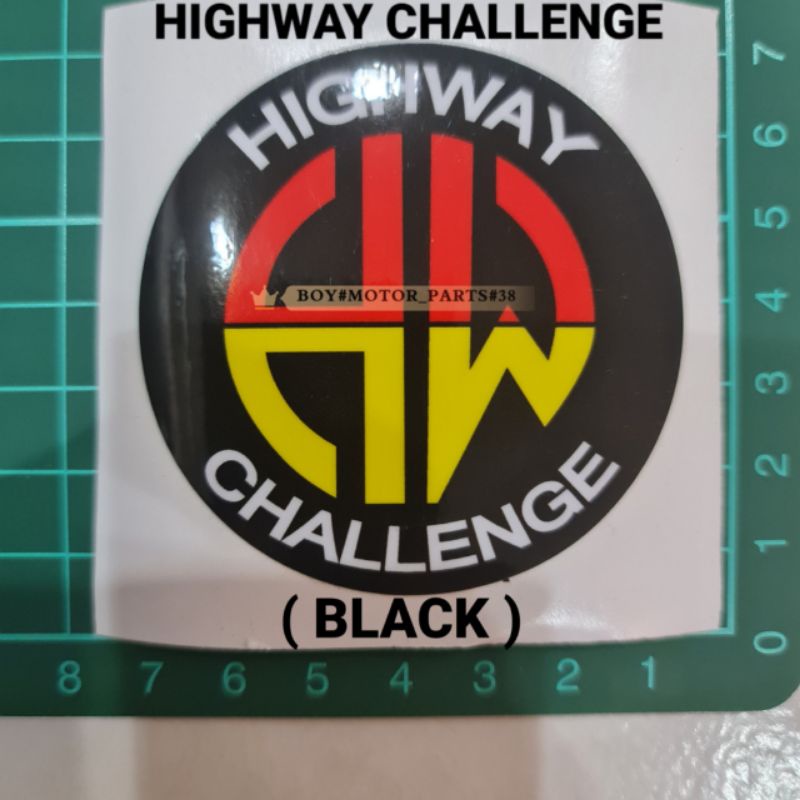 HIGHWAY CHALLENGE
HIGHWAY
BOY#MOTOR_PARTS#38
CHALLENGE
( BLACK )
7
6
5
4
3
2
1
0
8 7 6 5 4 3 2 1